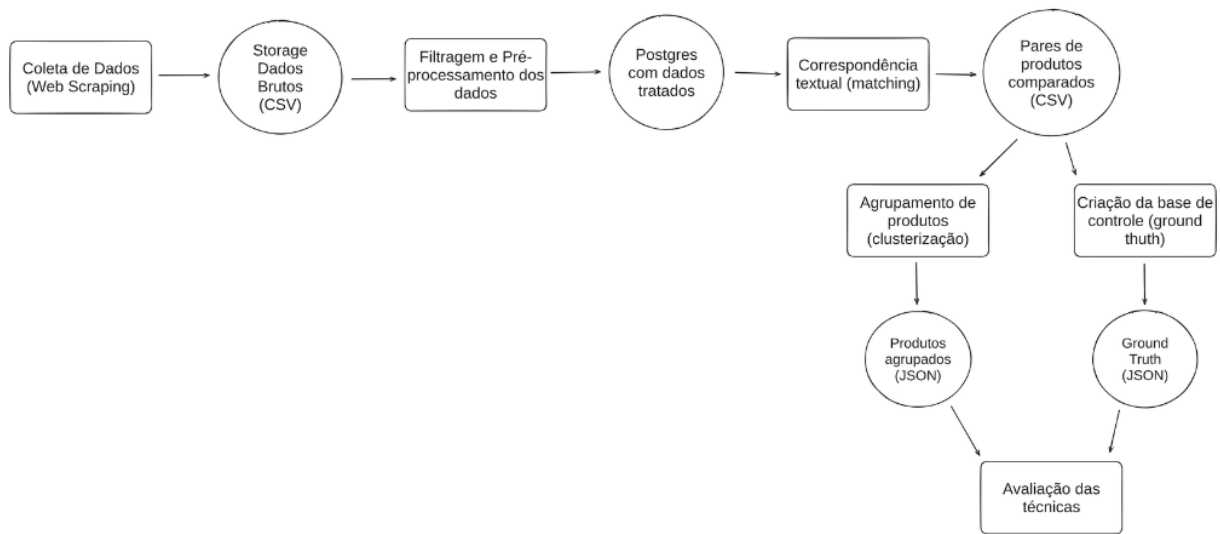 Coleta de Dados
(Web Scraping)
Storage
Dados
Brutos
(CSV)
Filtragem e Pré-
processamento dos
dados
Postgres
com dados
tratados
Correspondência
textual (matching)
Pares de
produtos
comparados
(CSV)
Agrupamento de
produtos
(clusterização)
Criação da base de
controle (ground
thuth)
Produtos
agrupados
(JSON)
Ground
Truth
(JSON)
Avaliação das
técnicas